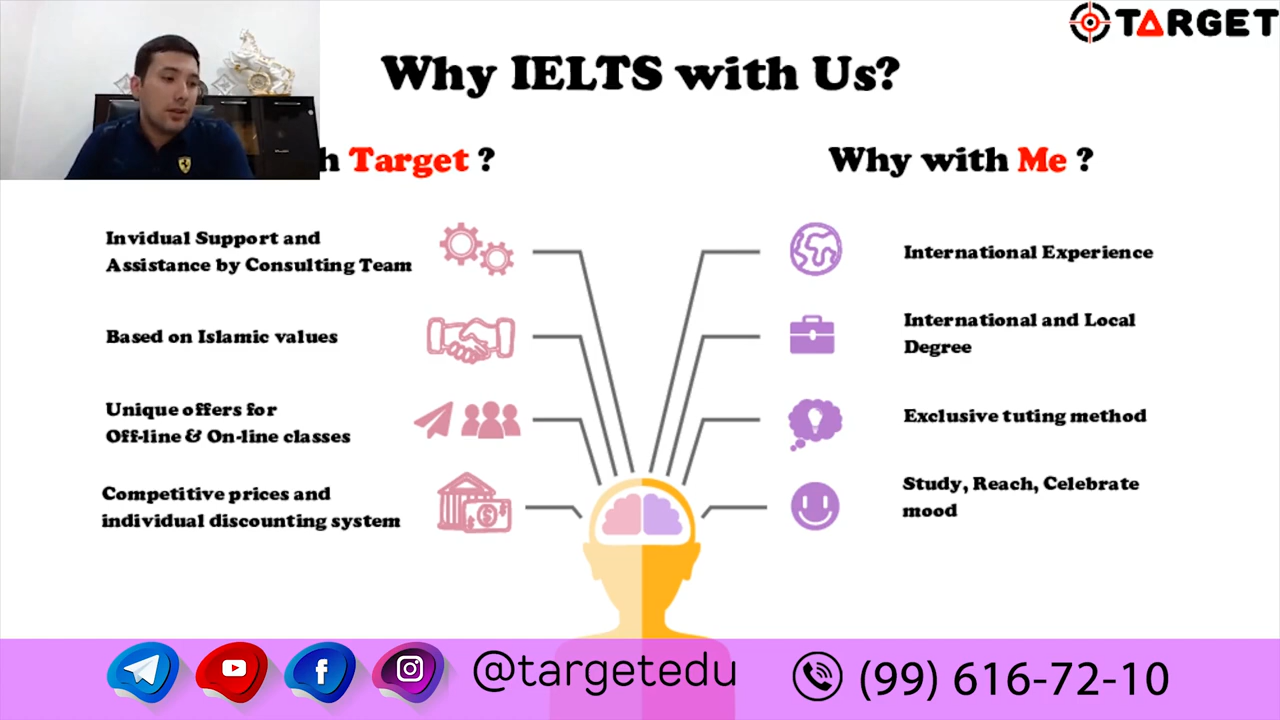 TARGET
Why IELTS with Us?
h Target ?
Invidual Support and
Assistance by Consulting Team
Based on Islamic values
Unique offers for
Off-line & On-line classes
Competitive prices and
individual discounting system
Why with Me ?
International Experience
International and Local
Degree
Exclusive tuting method
Study, Reach, Celebrate
mood
@targetedu
(99) 616-72-10